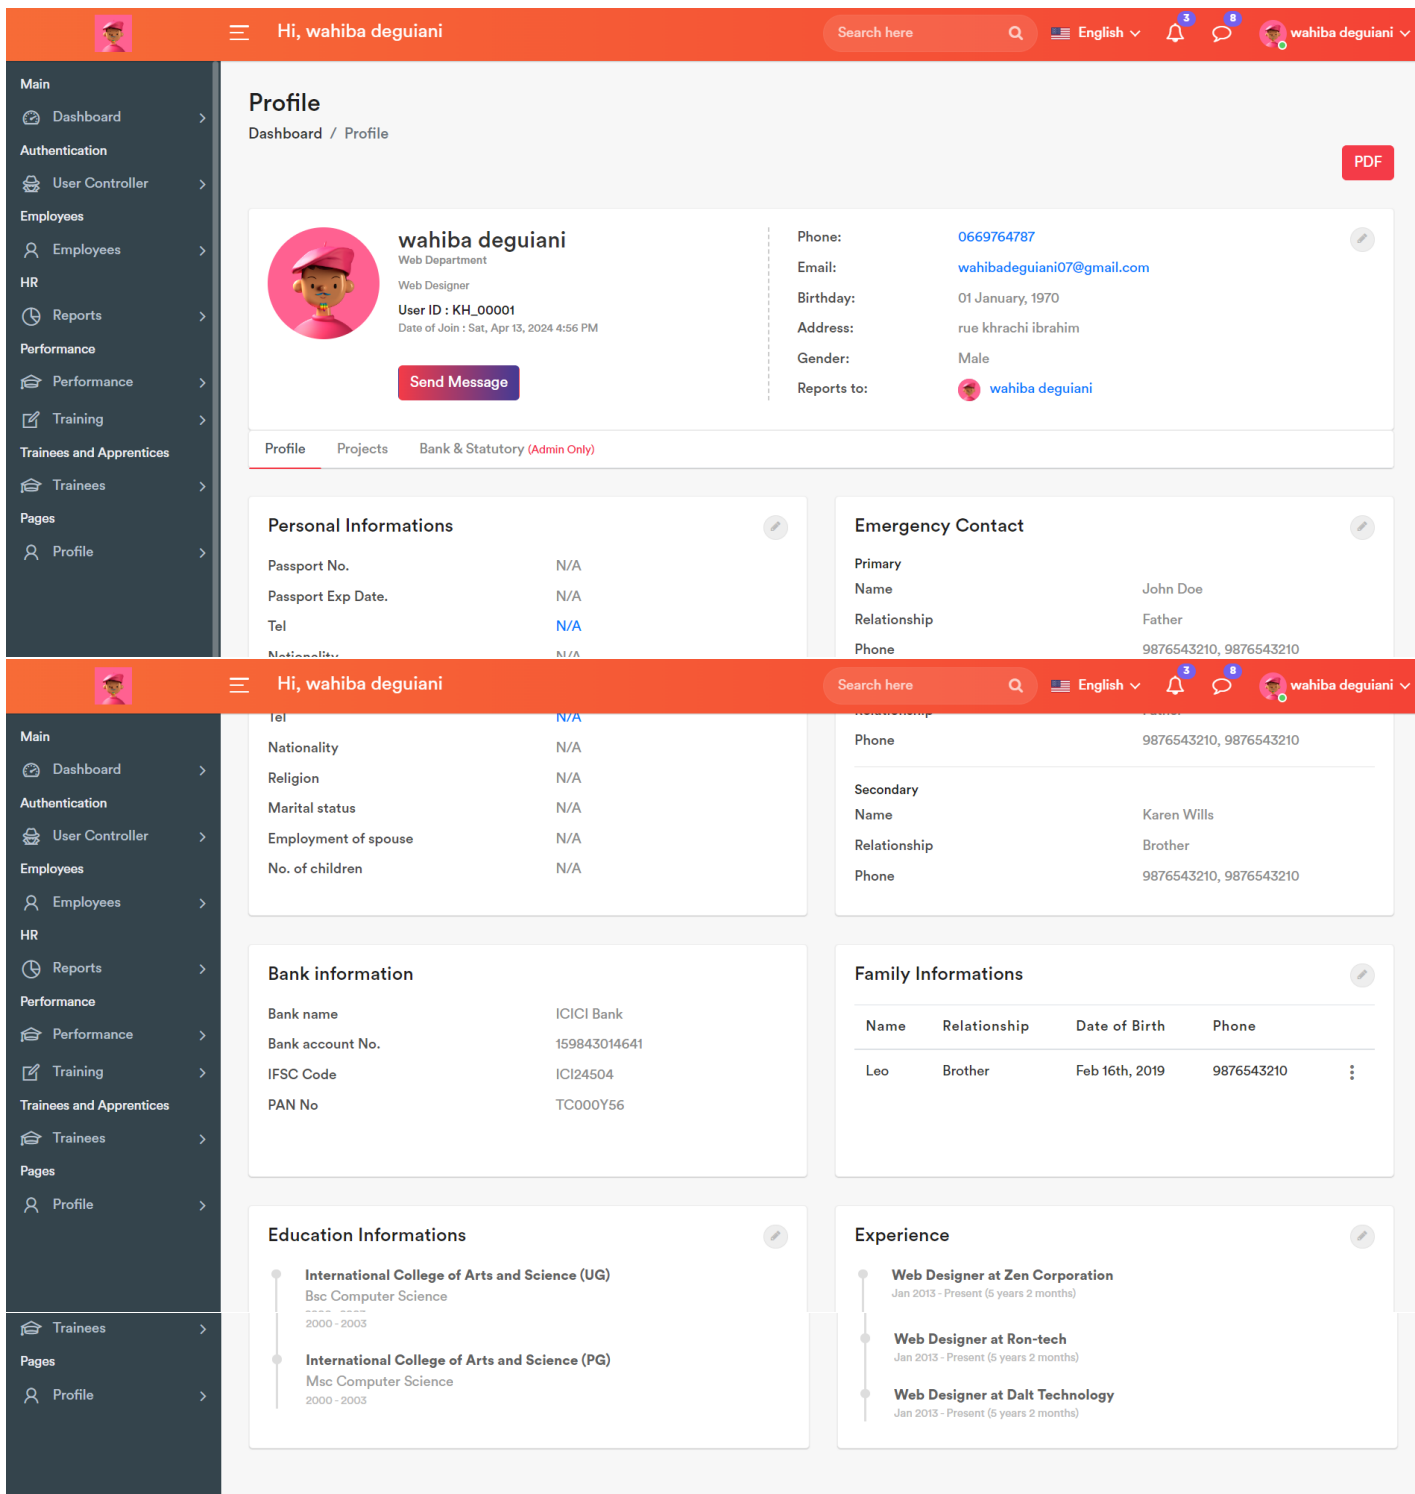 Hi, wahiba deguiani
Search here
English
3
8
wahiba deguiani
Main
Dashboard
Authentication
User Controller
Employees
Employees
HR
Reports
Performance
Performance
Training
Trainees and Apprentices
Trainees
Pages
Profile
Profile
Dashboard / Profile
PDF
wahiba deguiani
Web Department
Web Designer
User ID : KH_00001
Date of Join : Sat, Apr 13, 2024 4:56 PM
Send Message
Phone: 0669764787
Email: wahibadeguiani07@gmail.com
Birthday: 01 January, 1970
Address: rue khrachi ibrahim
Gender: Male
Reports to: wahiba deguiani
Profile Projects Bank & Statutory (Admin Only)
Personal Informations
Passport No. N/A
Passport Exp Date. N/A
Tel N/A
Nationality N/A
Emergency Contact
Primary
Name John Doe
Relationship Father
Phone 9876543210, 9876543210
Hi, wahiba deguiani
Search here
English
3
8
wahiba deguiani
Main
Dashboard
Authentication
User Controller
Employees
Employees
HR
Reports
Performance
Performance
Training
Trainees and Apprentices
Trainees
Pages
Profile
Tel N/A
Nationality N/A
Religion N/A
Marital status N/A
Employment of spouse N/A
No. of children N/A
Relationship Father
Phone 9876543210, 9876543210
Secondary
Name Karen Wills
Relationship Brother
Phone 9876543210, 9876543210
Bank information
Bank name ICICI Bank
Bank account No. 159843014641
IFSC Code ICI24504
PAN No TC000Y56
Family Informations
Name Relationship Date of Birth Phone
Leo Brother Feb 16th, 2019 9876543210
Education Informations
International College of Arts and Science (UG)
Bsc Computer Science
2000 - 2003
International College of Arts and Science (PG)
Msc Computer Science
2000 - 2003
Experience
Web Designer at Zen Corporation
Jan 2013 - Present (5 years 2 months)
Web Designer at Ron-tech
Jan 2013 - Present (5 years 2 months)
Web Designer at Dalt Technology
Jan 2013 - Present (5 years 2 months)
Trainees
Pages
Profile